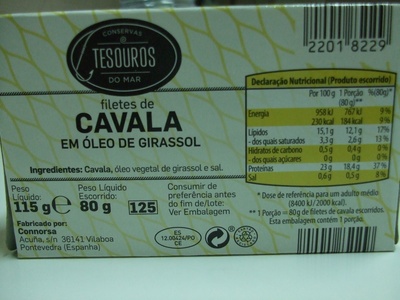 CONSERVAS
TESOUROS
DO MAR
filetes de
CAVALA
EM ÓLEO DE GIRASSOL
Ingredientes: Cavala, óleo vegetal de girassol e sal.
Peso Líquido: 115 g e
Peso Líquido Escorrido: 80 g
125
Consumir de preferência antes do fim de/lote: Ver Embalagem
Fabricado por:
Connorsa
Acuña, s/n 36141 Vilaboa
Pontevedra (Espanha)
ES
12.00424/PO
CE
22018229
Declaração Nutricional (Produto escorrido)
Por 100 g 1 Porção (80 g)** %(80g)*
Energia 958 kJ 767 kJ 9 %
230 kcal 184 kcal 9 %
Lípidos 15,1 g 12,1 g 17%
- dos quais saturados 3,3 g 2,6 g 13 %
Hidratos de carbono 0,5 g 0,4 g 0 %
- dos quais açúcares 0 g 0 g 0 %
Proteínas 23 g 18,4 g 37 %
Sal 0,6 g 0,5 g 8 %
* Dose de referência para um adulto médio
(8400 kJ / 2000 kcal).
** 1 Porção = 80g de filetes de cavala escorridos.
Esta embalagem contém 1 porção.